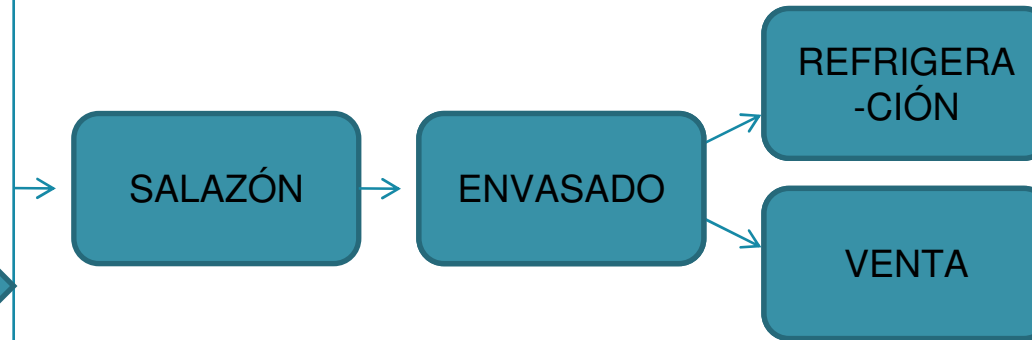 SALAZÓN
ENVASADO
REFRIGERA
-CIÓN
VENTA